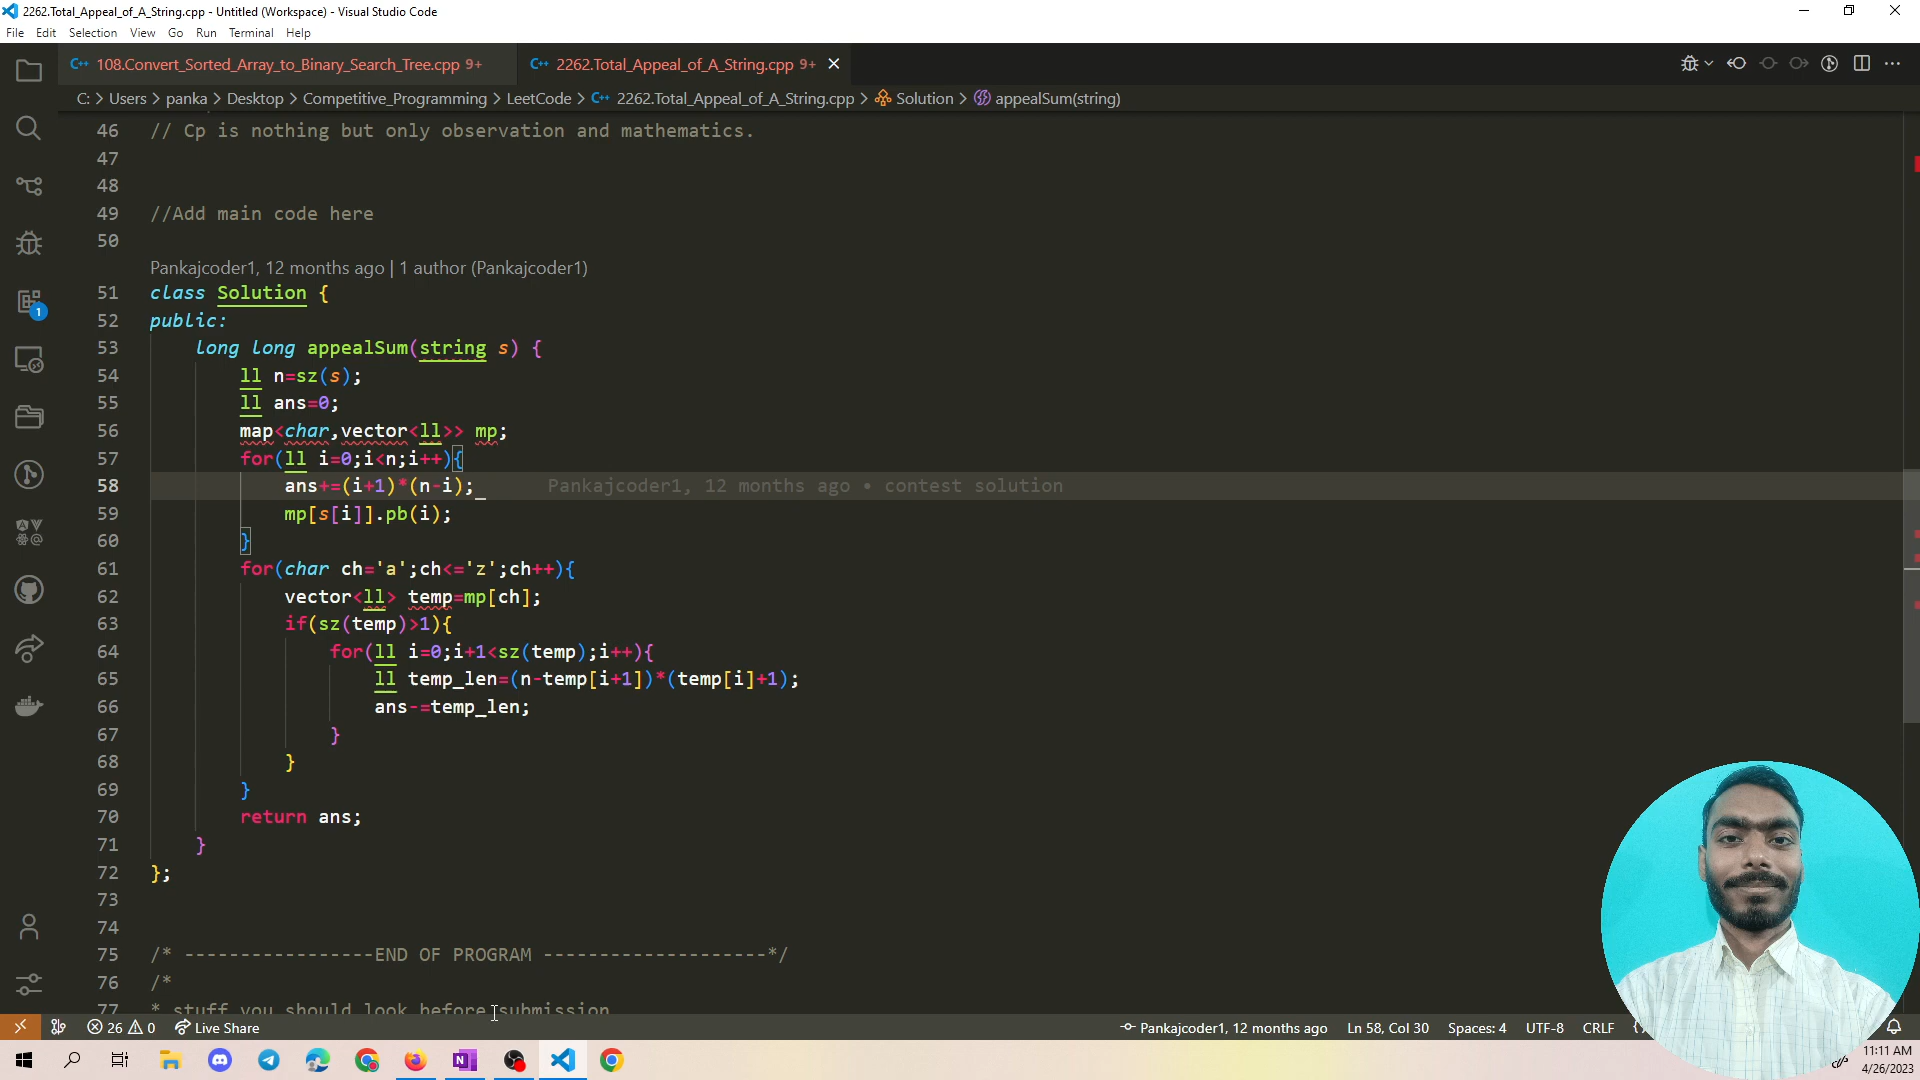 2262.Total_Appeal_of_A_String.cpp - Untitled (Workspace) - Visual Studio Code
File Edit Selection View Go Run Terminal Help
108.Convert_Sorted_Array_to_Binary_Search_Tree.cpp 9+ 2262.Total_Appeal_of_A_String.cpp 9+
C: > Users > panka > Desktop > Competitive_Programming > LeetCode > 2262.Total_Appeal_of_A_String.cpp > Solution > appealSum(string)
46 // Cp is nothing but only observation and mathematics.
47
48
49 //Add main code here
50
Pankajcoder1, 12 months ago | 1 author (Pankajcoder1)
51 class Solution {
52 public:
53 long long appealSum(string s) {
54 ll n=sz(s);
55 ll ans=0;
56 map<char,vector<ll>> mp;
57 for(ll i=0;i<n;i++){
58 ans+=(i+1)*(n-i); Pankajcoder1, 12 months ago • contest solution
59 mp[s[i]].pb(i);
60 }
61 for(char ch='a';ch<='z';ch++){
62 vector<ll> temp=mp[ch];
63 if(sz(temp)>1){
64 for(ll i=0;i+1<sz(temp);i++){
65 ll temp_len=(n-temp[i+1])*(temp[i]+1);
66 ans-=temp_len;
67 }
68 }
69 }
70 return ans;
71 }
72 };
73
74
75 /* -----------------END OF PROGRAM --------------------*/
76 /*
77 * stuff you should look before submission
26 0 Live Share Pankajcoder1, 12 months ago Ln 58, Col 30 Spaces: 4 UTF-8 CRLF
11:11 AM
4/26/2023